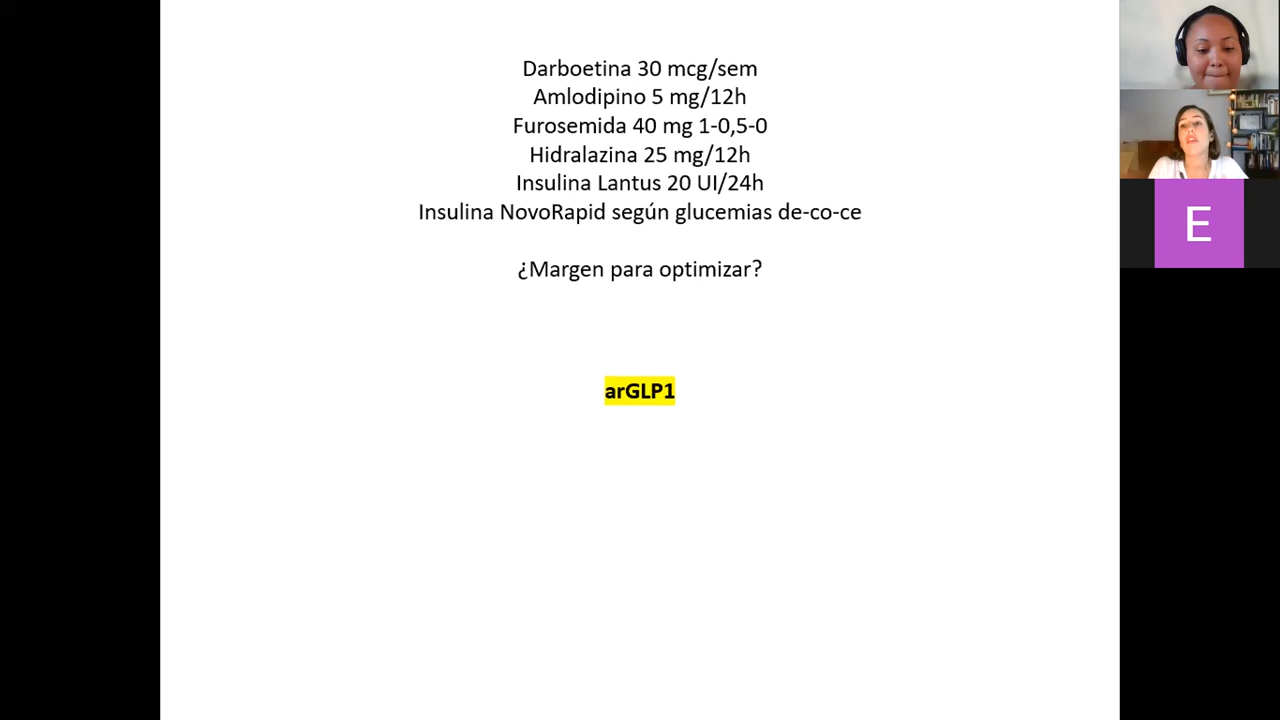 Darboetina 30 mcg/sem
Amlodipino 5 mg/12h
Furosemida 40 mg 1-0,5-0
Hidralazina 25 mg/12h
Insulina Lantus 20 UI/24h
Insulina NovoRapid según glucemias de-co-ce
¿Margen para optimizar?
arGLP1
E